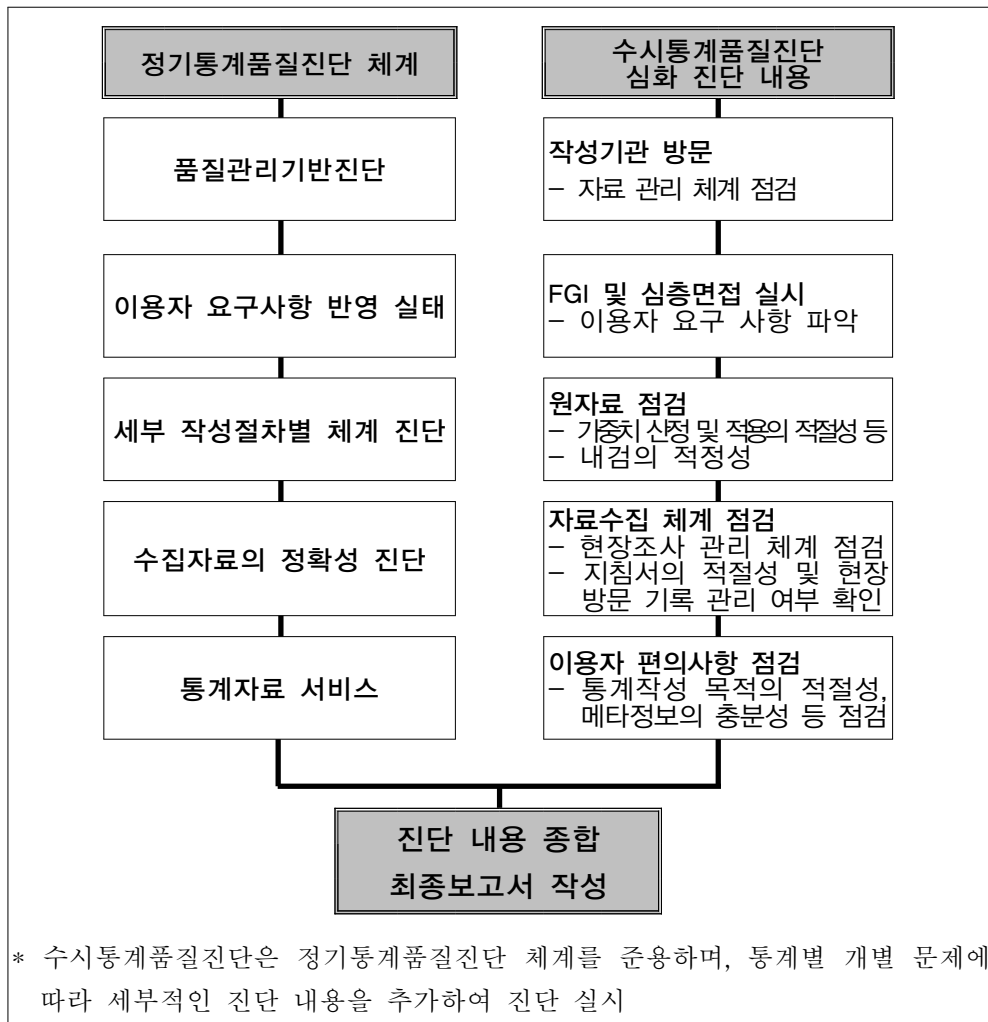 정기통계품질진단 체계
품질관리기반진단
이용자 요구사항 반영 실태
세부 작성절차별 체계 진단
수집자료의 정확성 진단
통계자료 서비스
수시통계품질진단
심화 진단 내용
작성기관 방문
– 자료 관리 체계 점검
FGI 및 심층면접 실시
– 이용자 요구 사항 파악
원자료 점검
– 가중치 산정 및 적용의 적절성 등
– 내검의 적정성
자료수집 체계 점검
– 현장조사 관리 체계 점검
– 지침서의 적절성 및 현장
방문 기록 관리 여부 확인
이용자 편의사항 점검
– 통계작성 목적의 적절성,
메타정보의 충분성 등 점검
진단 내용 종합
최종보고서 작성
* 수시통계품질진단은 정기통계품질진단 체계를 준용하며, 통계별 개별 문제에
따라 세부적인 진단 내용을 추가하여 진단 실시